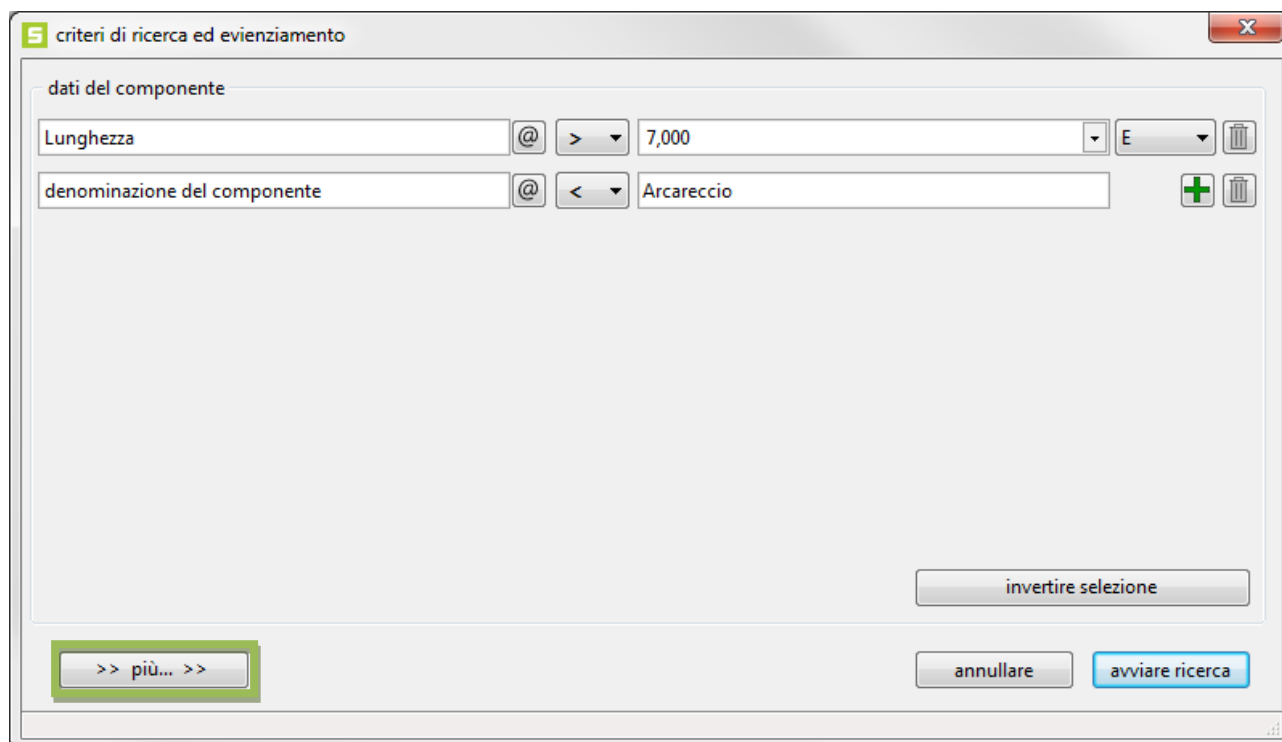 S criteri di ricerca ed evienziamento
dati del componente
Lunghezza @ > 7,000 E
denominazione del componente @ < Arcareccio
invertire selezione
>> più... >> annullare avviare ricerca